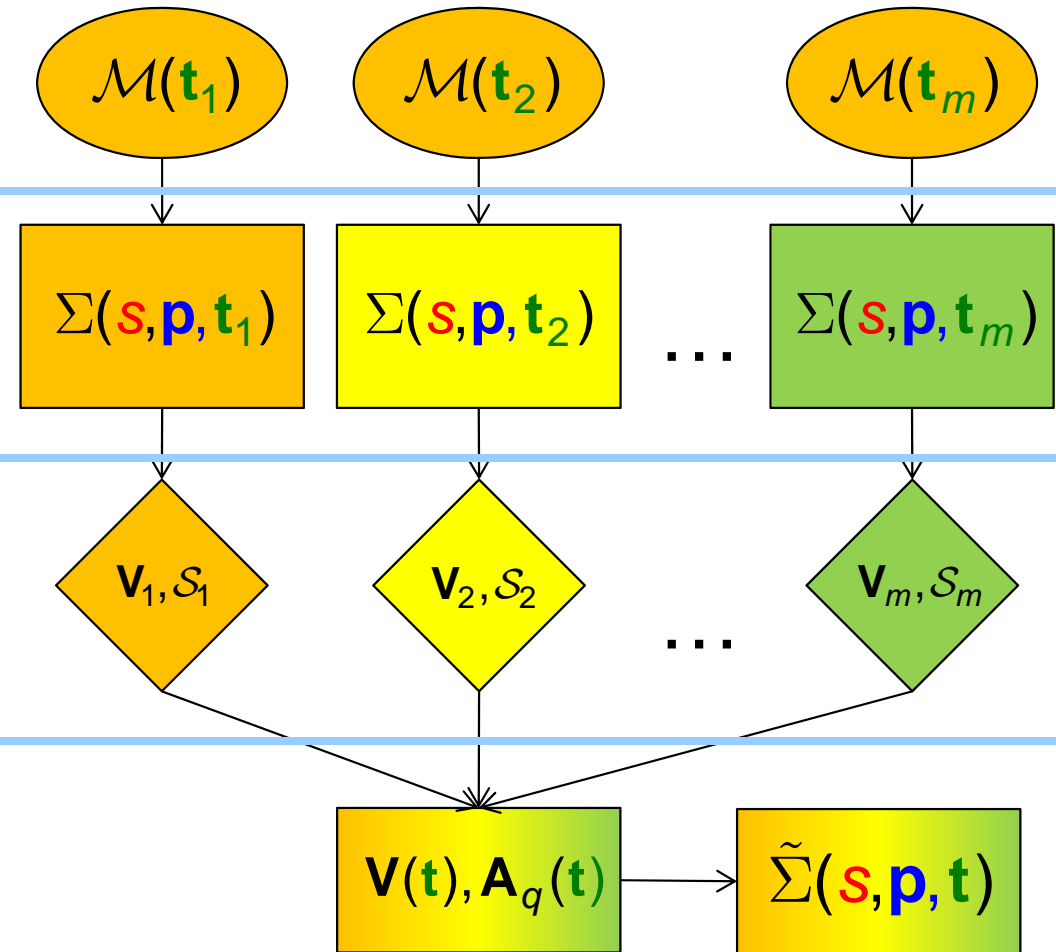 ℳ(t₁) ℳ(t₂) ℳ(tₘ)
Σ(s,p,t₁) Σ(s,p,t₂) ... Σ(s,p,tₘ)
V₁,𝒮₁ V₂,𝒮₂ ... Vₘ,𝒮ₘ
V(t),A_q(t) Σ̃(s,p,t)